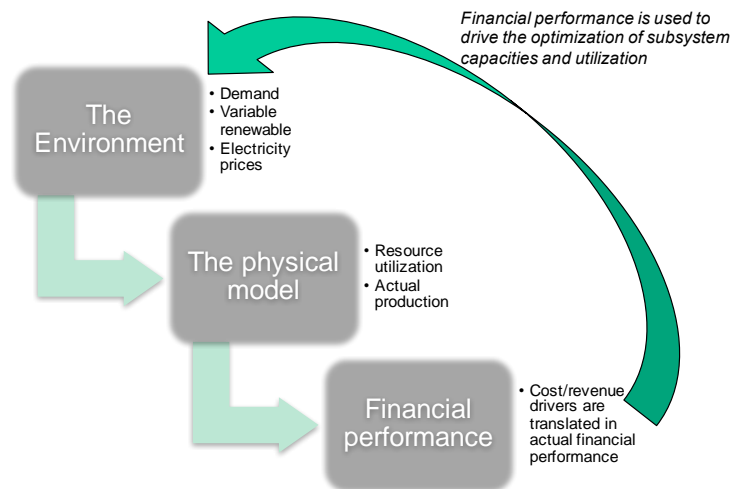 Financial performance is used to
drive the optimization of subsystem
capacities and utilization
The
Environment
• Demand
• Variable
renewable
• Electricity
prices
The physical
model
• Resource
utilization
• Actual
production
Financial
performance
• Cost/revenue
drivers are
translated in
actual financial
performance